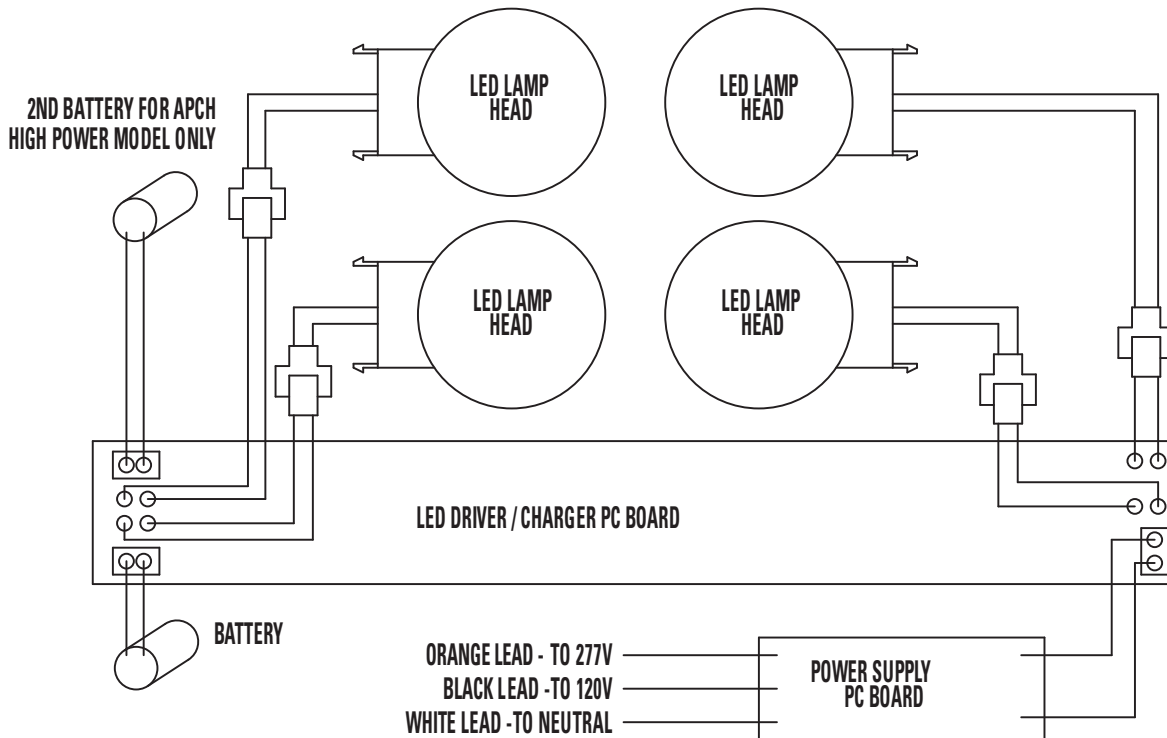 LED LAMP
HEAD
LED LAMP
HEAD
2ND BATTERY FOR APCH
HIGH POWER MODEL ONLY
LED LAMP
HEAD
LED LAMP
HEAD
LED DRIVER / CHARGER PC BOARD
BATTERY
ORANGE LEAD - TO 277V
BLACK LEAD -TO 120V
WHITE LEAD -TO NEUTRAL
POWER SUPPLY
PC BOARD